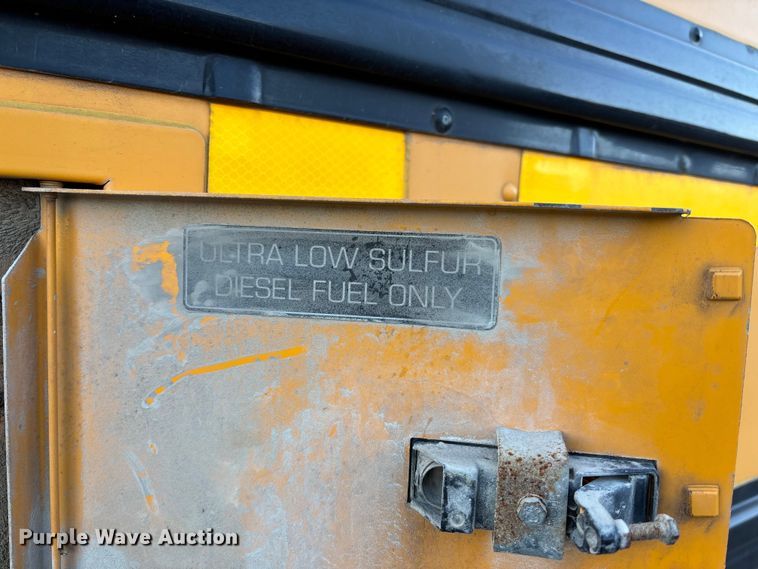 ULTRA LOW SULFUR
DIESEL FUEL ONLY
Purple Wave Auction